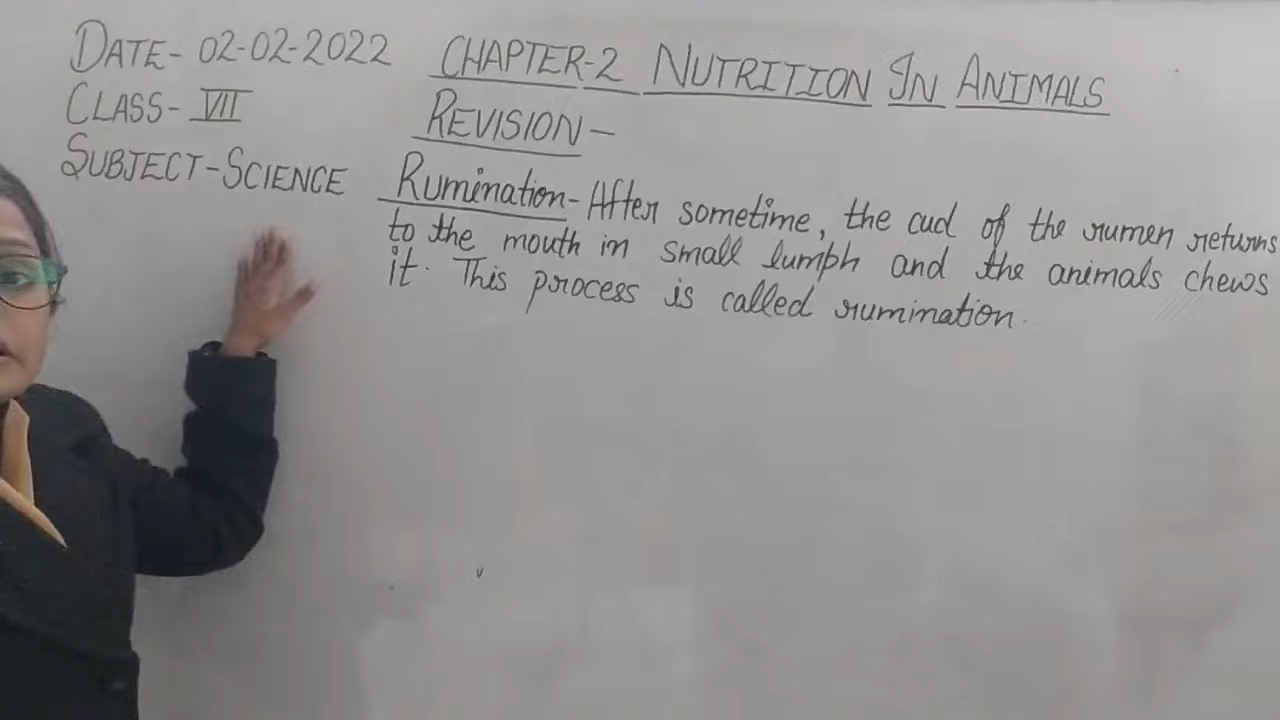 DATE- 02-02-2022
CLASS- VII
SUBJECT-SCIENCE
CHAPTER-2 NUTRITION IN ANIMALS
REVISION-
Rumination- After sometime, the cud of the rumen returns
to the mouth in small lumph and the animals chews
it. This process is called rumination.